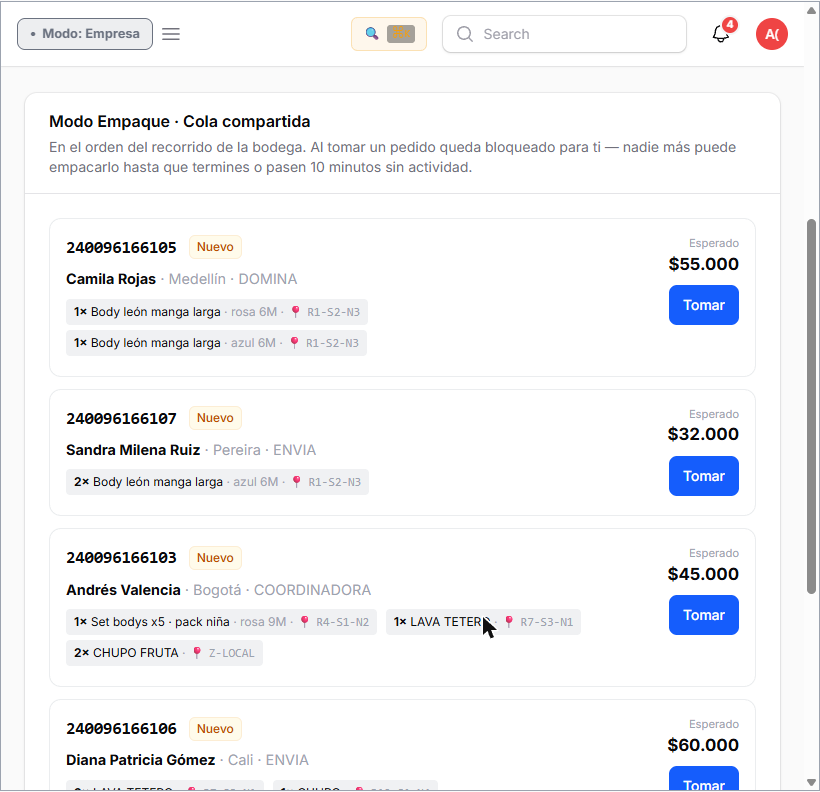 • Modo: Empresa
Search
4
A(
Modo Empaque · Cola compartida
En el orden del recorrido de la bodega. Al tomar un pedido queda bloqueado para ti — nadie más puede
empacarlo hasta que termines o pasen 10 minutos sin actividad.
240096166105 Nuevo
Esperado
$55.000
Camila Rojas · Medellín · DOMINA
Tomar
1× Body león manga larga · rosa 6M · R1-S2-N3
1× Body león manga larga · azul 6M · R1-S2-N3
240096166107 Nuevo
Esperado
$32.000
Sandra Milena Ruiz · Pereira · ENVIA
Tomar
2× Body león manga larga · azul 6M · R1-S2-N3
240096166103 Nuevo
Esperado
$45.000
Andrés Valencia · Bogotá · COORDINADORA
Tomar
1× Set bodys x5 · pack niña · rosa 9M · R4-S1-N2 1× LAVA TETERO · R7-S3-N1
2× CHUPO FRUTA · Z-LOCAL
240096166106 Nuevo
Esperado
$60.000
Diana Patricia Gómez · Cali · ENVIA
Tomar